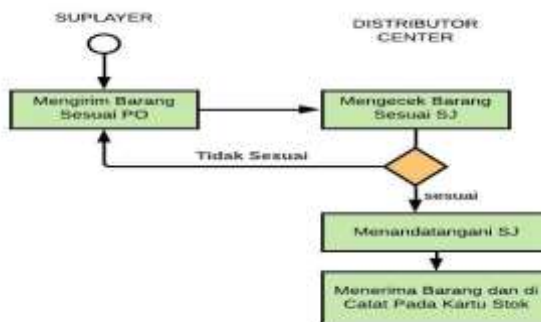 SUPLAYER
DISTRIBUTOR
CENTER
Mengirim Barang
Sesuai PO
Mengecek Barang
Sesuai SJ
Tidak Sesuai
sesuai
Menandatangani SJ
Menerima Barang dan di
Catat Pada Kartu Stok